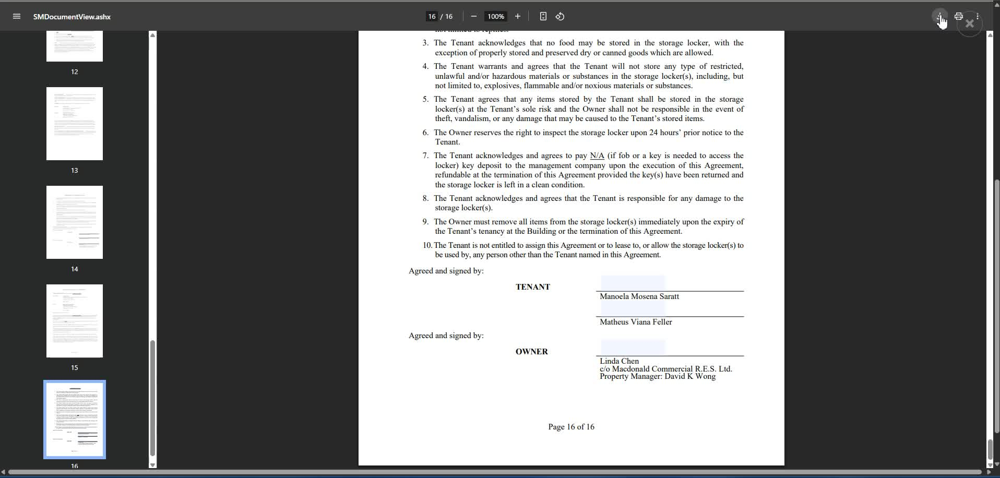 SMDocumentView.ashx
16 / 16
100%
12
13
14
15
16
not limited to reptiles.
3. The Tenant acknowledges that no food may be stored in the storage locker, with the
exception of properly stored and preserved dry or canned goods which are allowed.
4. The Tenant warrants and agrees that the Tenant will not store any type of restricted,
unlawful and/or hazardous materials or substances in the storage locker(s), including, but
not limited to, explosives, flammable and/or noxious materials or substances.
5. The Tenant agrees that any items stored by the Tenant shall be stored in the storage
locker(s) at the Tenant’s sole risk and the Owner shall not be responsible in the event of
theft, vandalism, or any damage that may be caused to the Tenant’s stored items.
6. The Owner reserves the right to inspect the storage locker upon 24 hours’ prior notice to the
Tenant.
7. The Tenant acknowledges and agrees to pay N/A (if fob or a key is needed to access the
locker) key deposit to the management company upon the execution of this Agreement,
refundable at the termination of this Agreement provided the key(s) have been returned and
the storage locker is left in a clean condition.
8. The Tenant acknowledges and agrees that the Tenant is responsible for any damage to the
storage locker(s).
9. The Owner must remove all items from the storage locker(s) immediately upon the expiry of
the Tenant’s tenancy at the Building or the termination of this Agreement.
10. The Tenant is not entitled to assign this Agreement or to lease to, or allow the storage locker(s) to
be used by, any person other than the Tenant named in this Agreement.
Agreed and signed by:
TENANT
Manoela Mosena Saratt
Matheus Viana Feller
Agreed and signed by:
OWNER
Linda Chen
c/o Macdonald Commercial R.E.S. Ltd.
Property Manager: David K Wong
Page 16 of 16